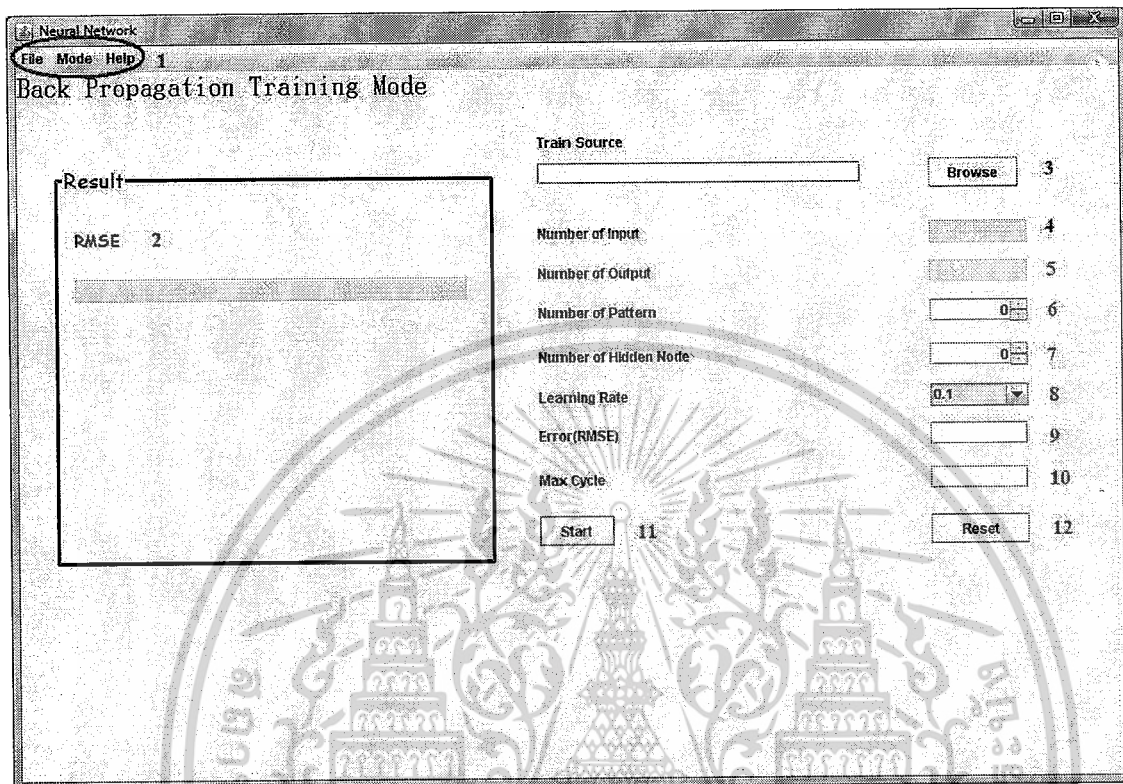 Neural Network
File Mode Help 1
Back Propagation Training Mode
Result
RMSE 2
Train Source
Browse 3
Number of Input 4
Number of Output 5
Number of Pattern 0 6
Number of Hidden Node 0 7
Learning Rate 0.1 8
Error(RMSE) 9
Max Cycle 10
Start 11
Reset 12